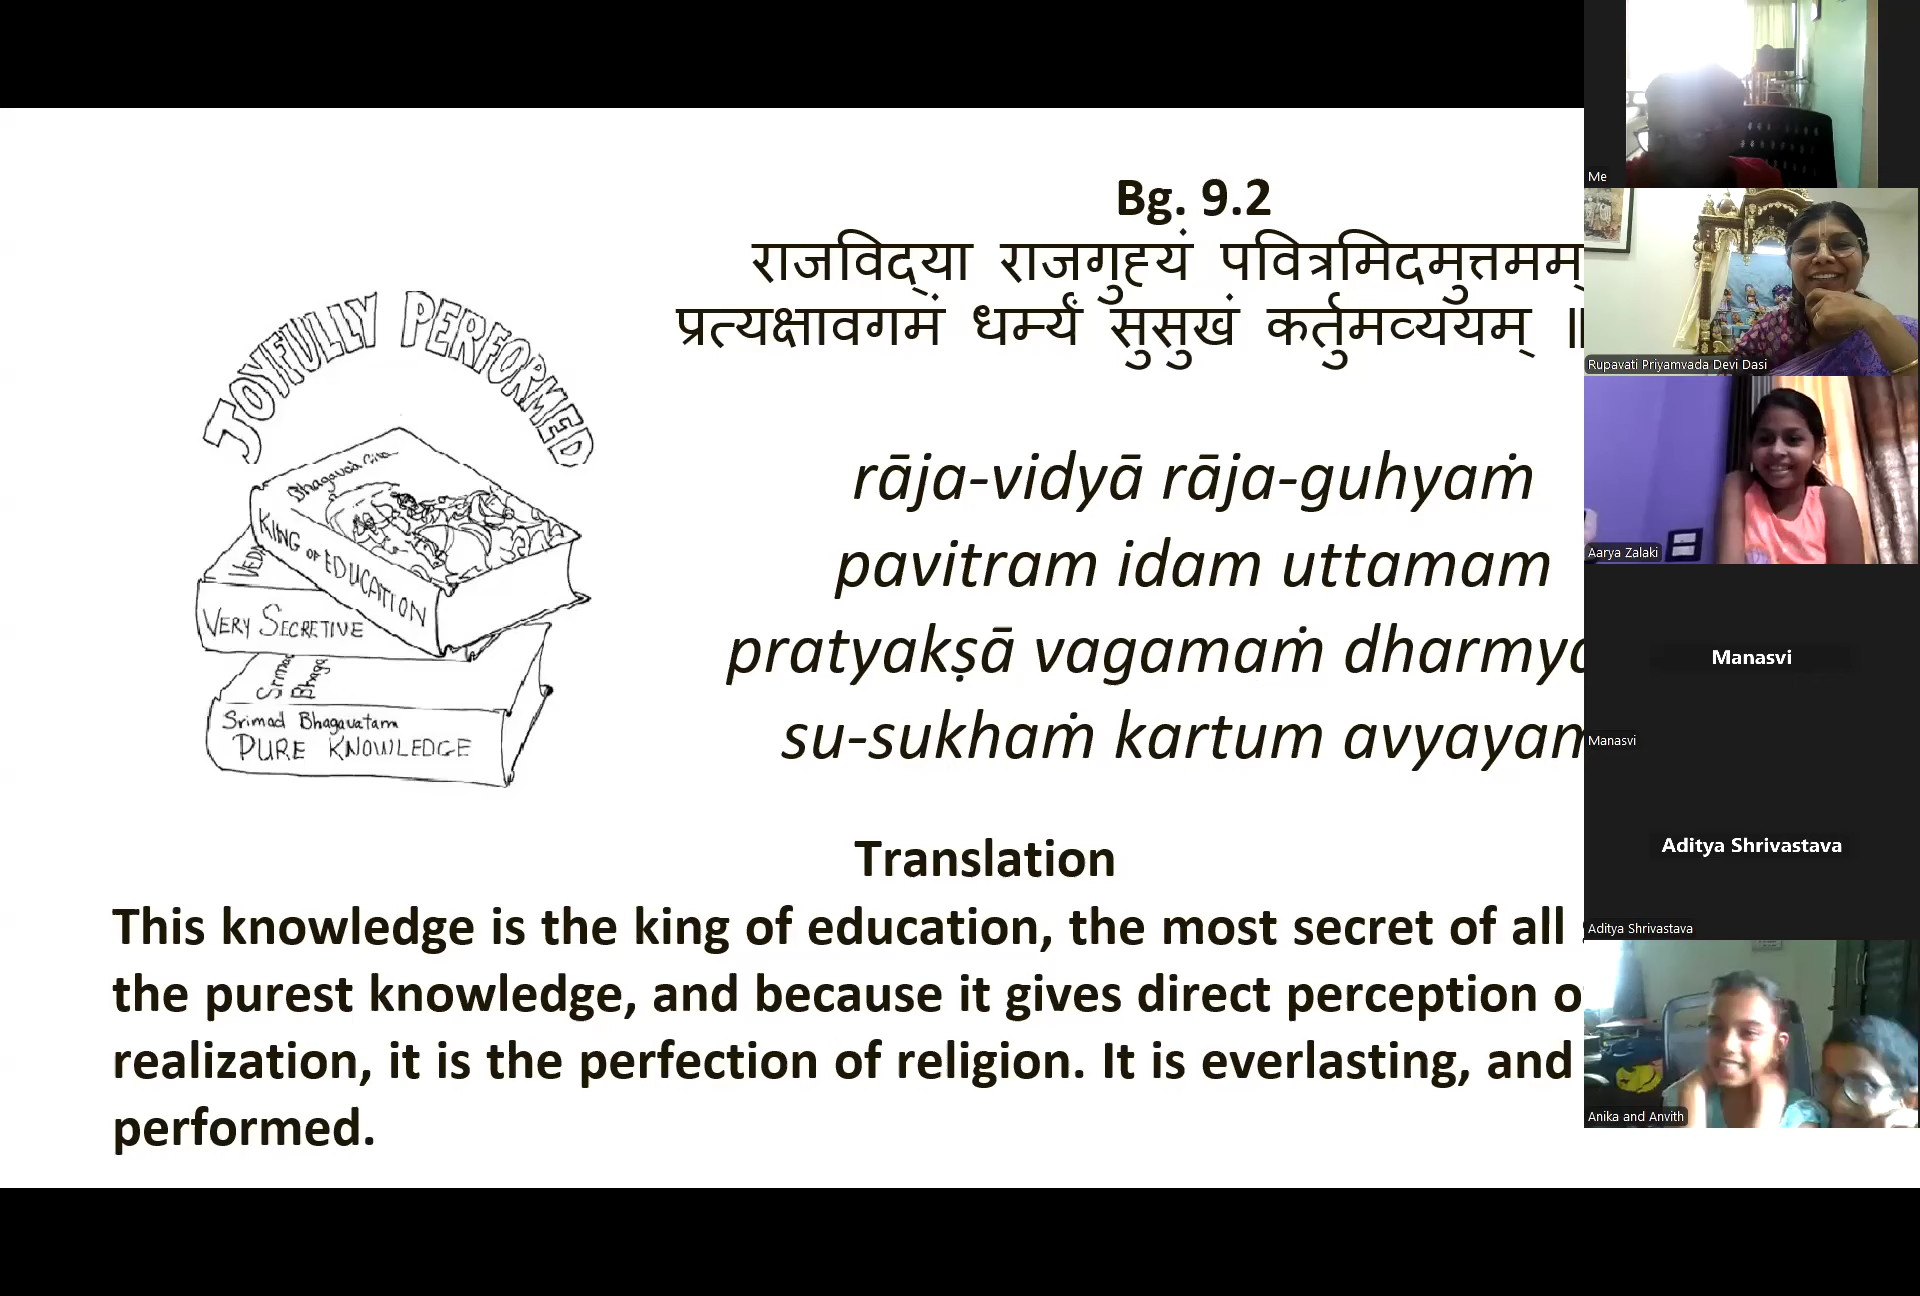 Bg. 9.2
राजविद्या राजगुह्यं पवित्रमिदमुत्तमम्
प्रत्यक्षावगमं धर्म्यं सुसुखं कर्तुमव्ययम् ॥
JOYFULLY PERFORMED
Bhagavad Gita
KING OF EDUCATION
VERY SECRETIVE
Srimad Bhagavatam
PURE KNOWLEDGE
rāja-vidyā rāja-guhyaṁ
pavitram idam uttamam
pratyakṣā vagamaṁ
su-sukhaṁ kartum
Translation
This knowledge is the king of education, the most secret of all
the purest knowledge, and because it gives direct perception
realization, it is the perfection of religion. It is everlasting, and
performed.
Me
Rupavati Priyamvada Devi Dasi
Aarya Zalaki
Manasvi
Manasvi
Aditya Shrivastava
Aditya Shrivastava
Anika and Anvith